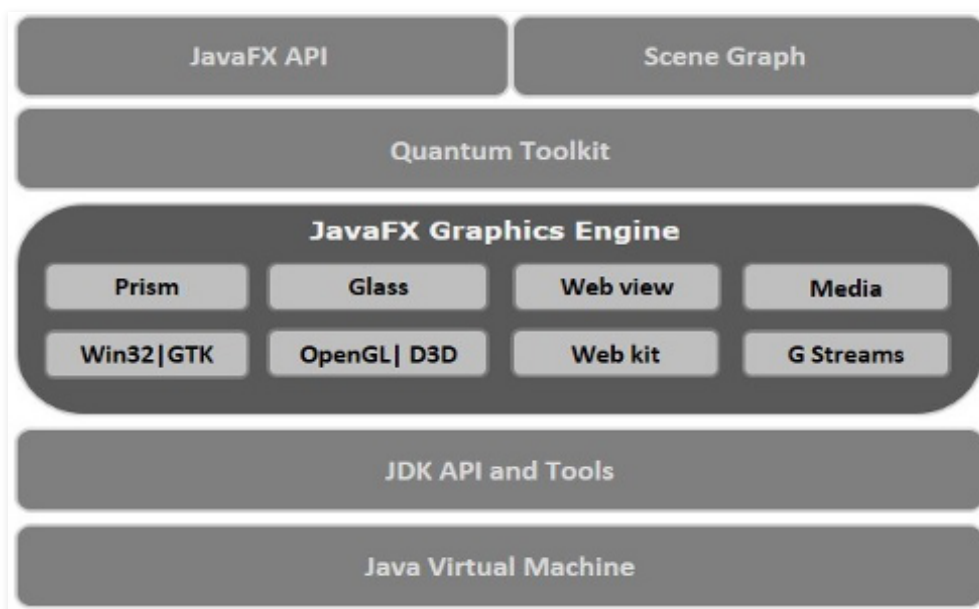 JavaFX API
Scene Graph
Quantum Toolkit
JavaFX Graphics Engine
Prism
Glass
Web view
Media
Win32|GTK
OpenGL| D3D
Web kit
G Streams
JDK API and Tools
Java Virtual Machine